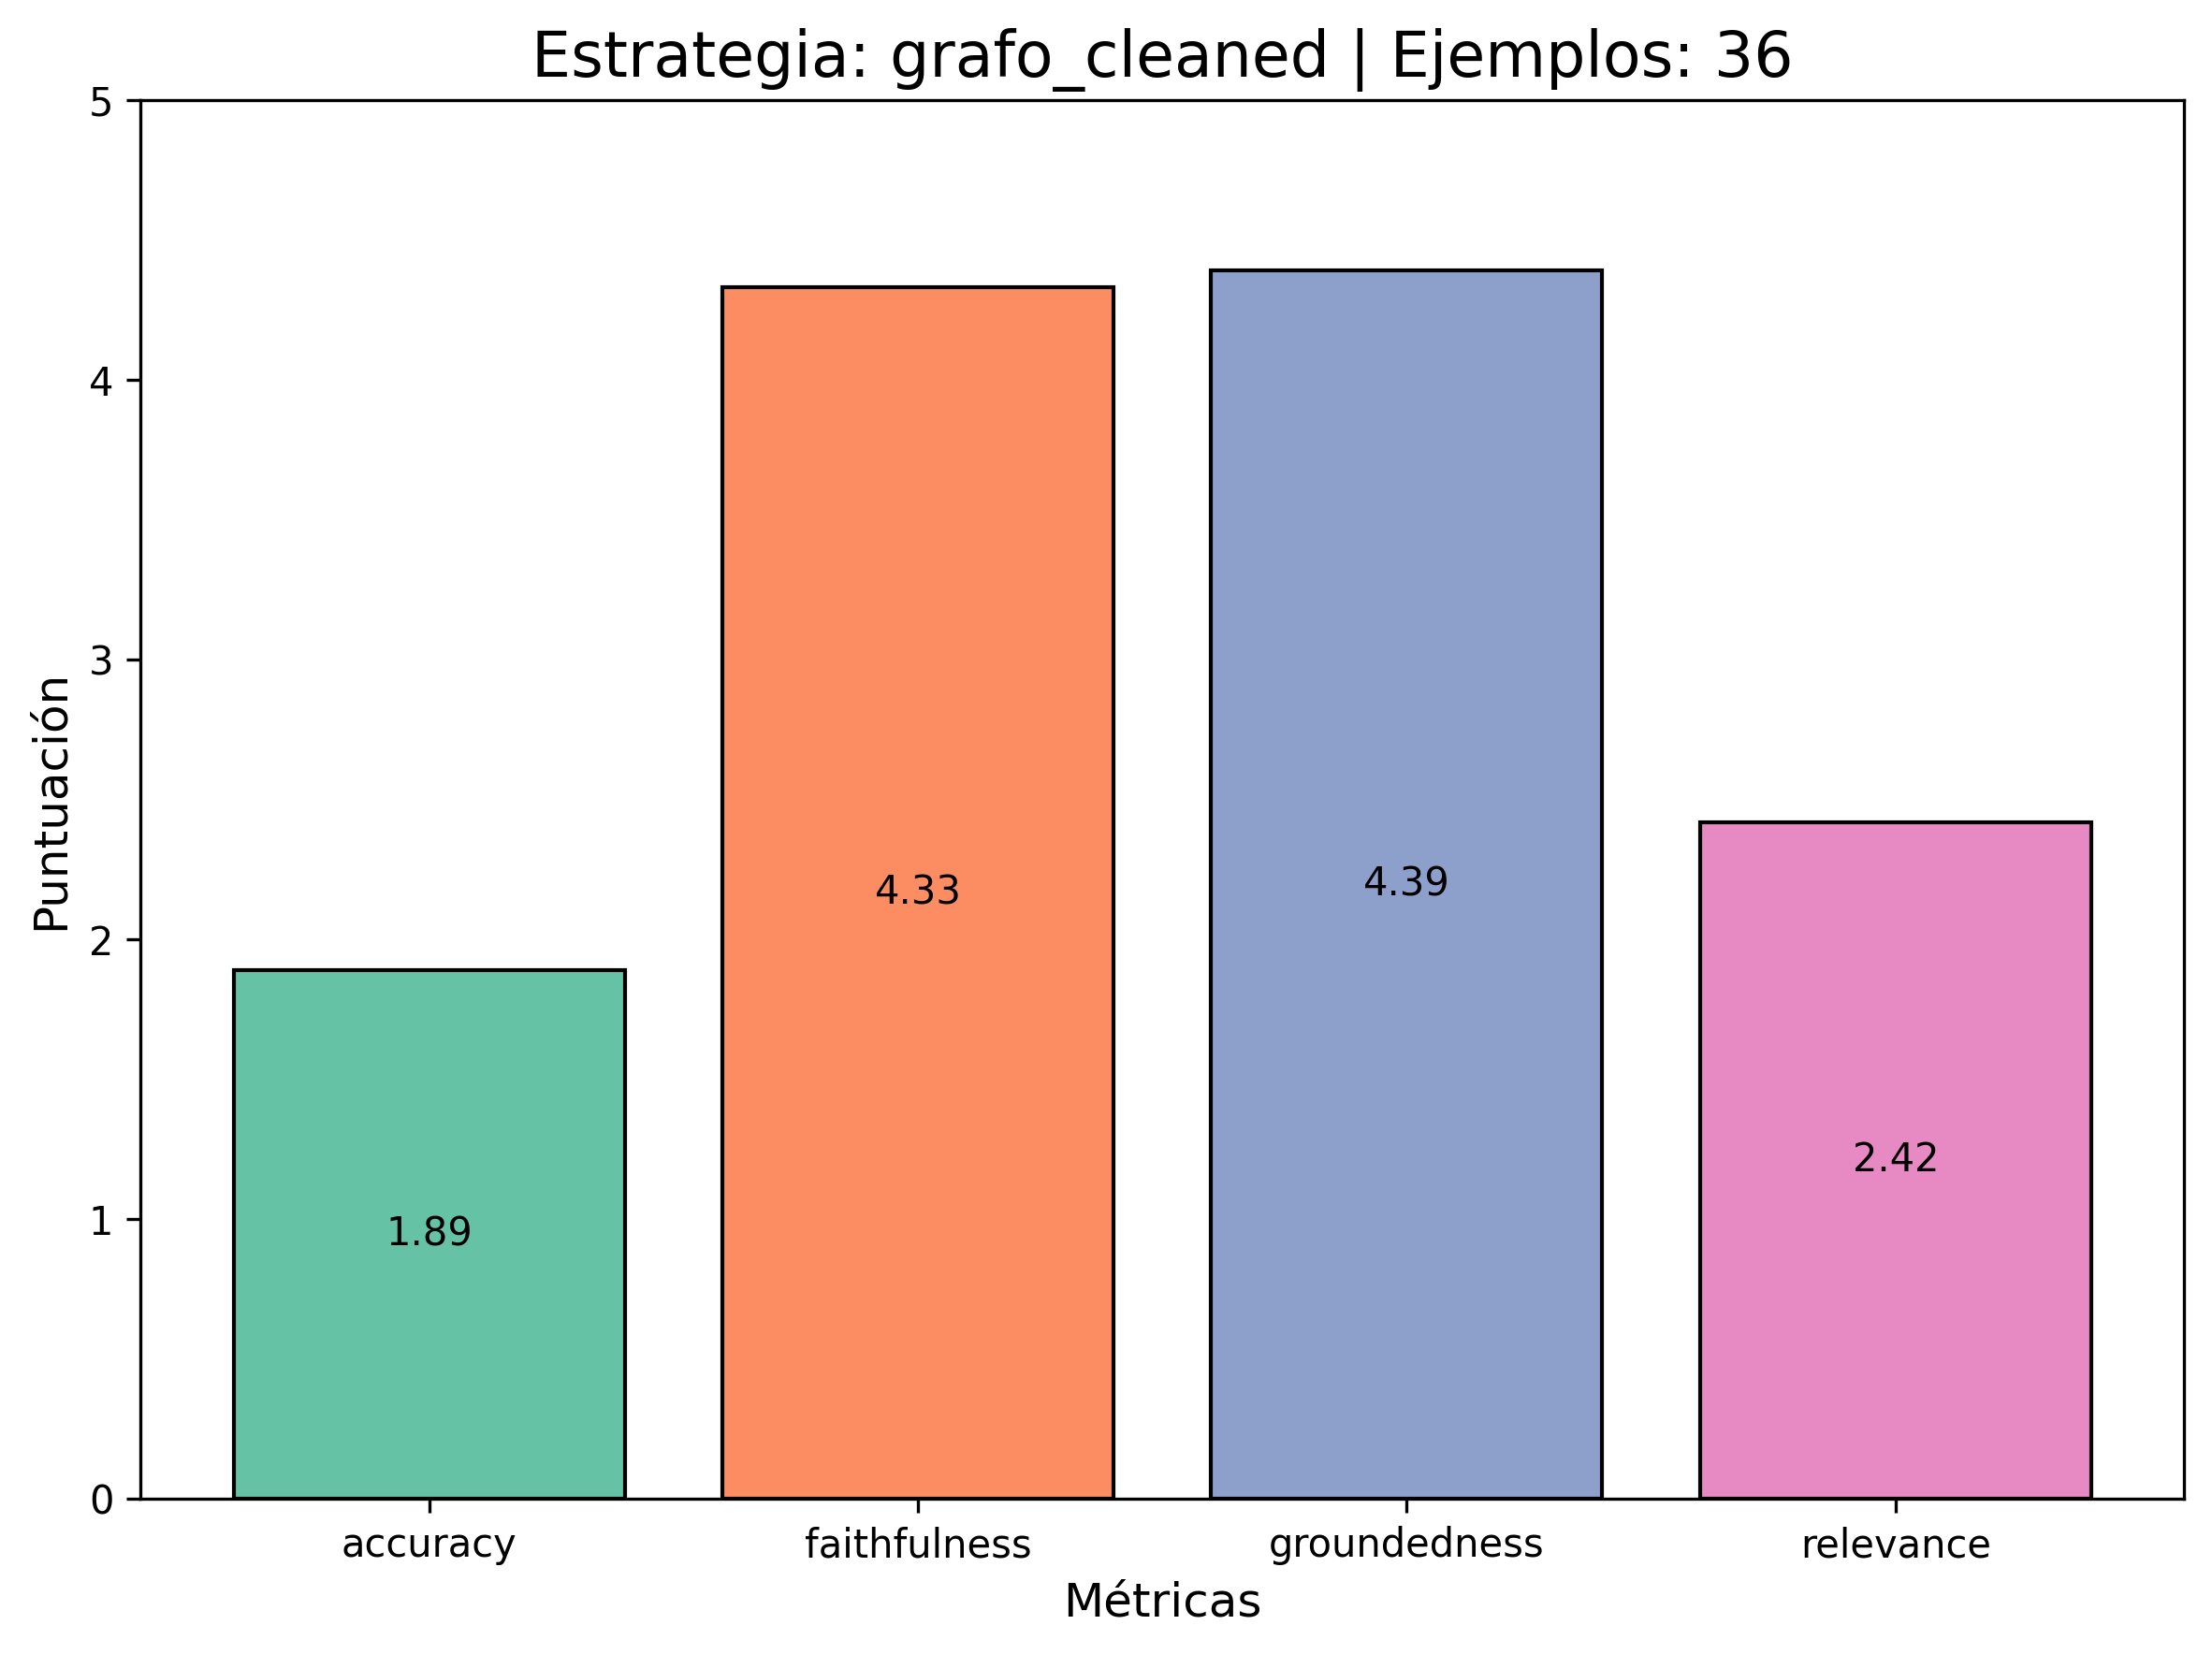 Estrategia: grafo_cleaned | Ejemplos: 36
5
4
3
2
1
0
Puntuación
1.89
4.33
4.39
2.42
accuracy
faithfulness
groundedness
relevance
Métricas